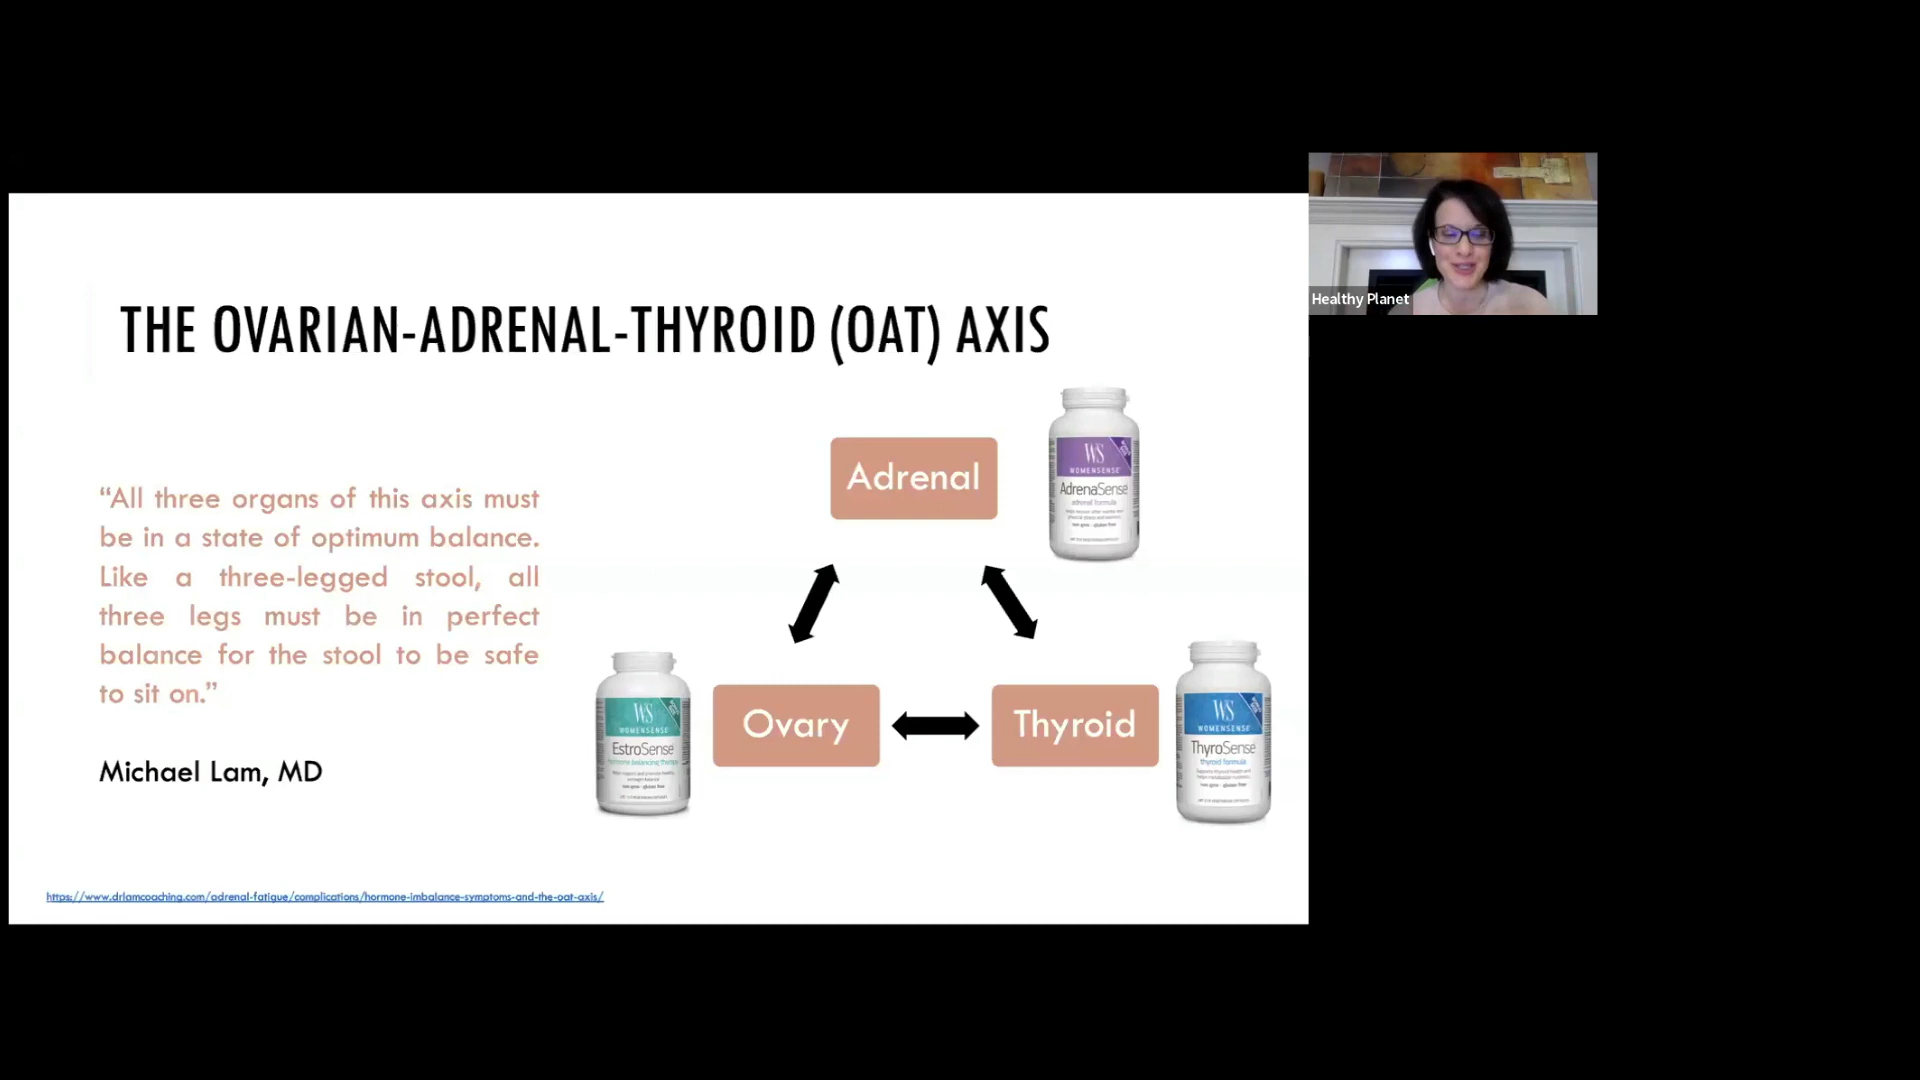 Healthy Planet
THE OVARIAN-ADRENAL-THYROID (OAT) AXIS
“All three organs of this axis must
be in a state of optimum balance.
Like a three-legged stool, all
three legs must be in perfect
balance for the stool to be safe
to sit on.”
Michael Lam, MD
Adrenal
WS
WOMENSENSE
AdrenaSense
adrenal formula
non-gmo • gluten free
Ovary
Thyroid
WS
WOMENSENSE
EstroSense
hormone balancing therapy
non-gmo • gluten free
WS
WOMENSENSE
ThyroSense
thyroid formula
non-gmo • gluten free
https://www.drlamcoaching.com/adrenal-fatigue/complications/hormone-imbalance-symptoms-and-the-oat-axis/